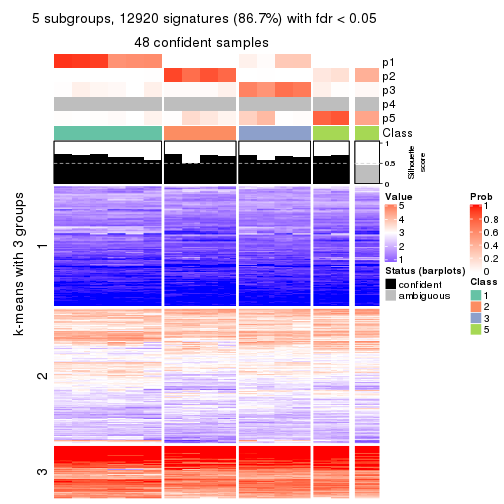 5 subgroups, 12920 signatures (86.7%) with fdr < 0.05
48 confident samples
p1
p2
p3
p4
p5
Class
1
0.5
0
Silhouette
score
k-means with 3 groups
1
2
3
Value
5
4
3
2
1
Status (barplots)
confident
ambiguous
Prob
1
0.8
0.6
0.4
0.2
0
Class
1
2
3
5